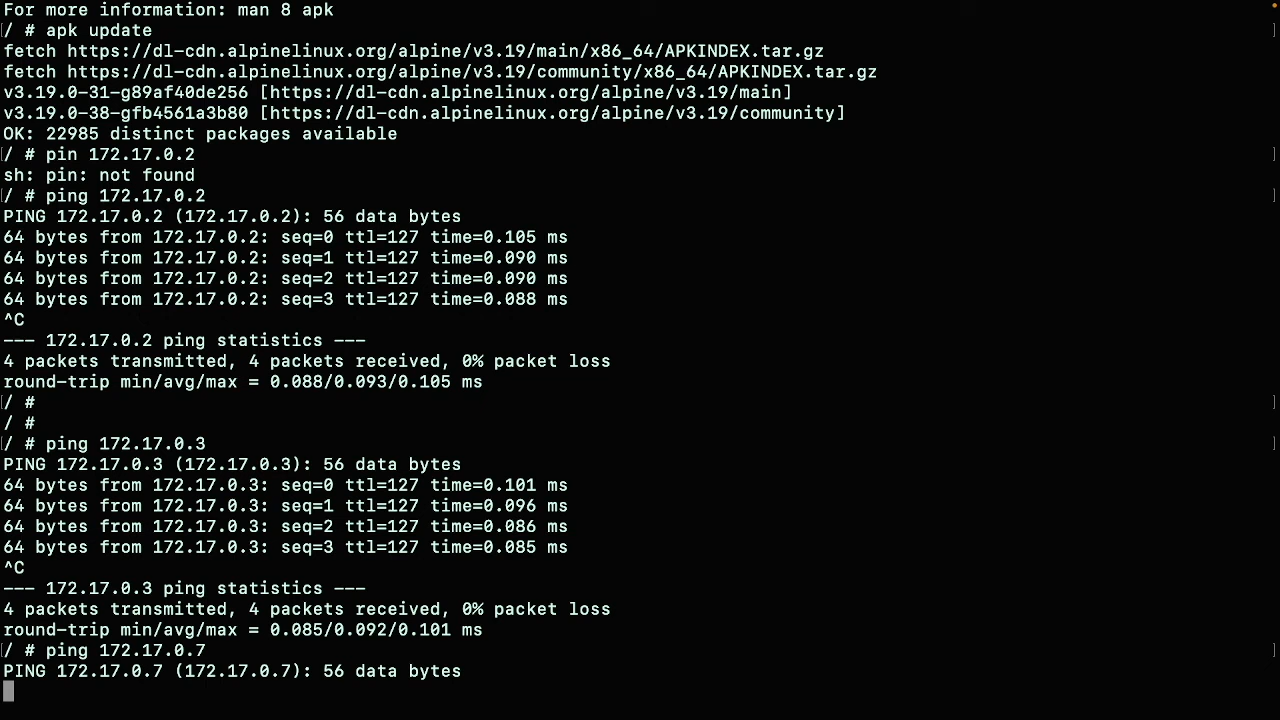 For more information: man 8 apk
/ # apk update
fetch https://dl-cdn.alpinelinux.org/alpine/v3.19/main/x86_64/APKINDEX.tar.gz
fetch https://dl-cdn.alpinelinux.org/alpine/v3.19/community/x86_64/APKINDEX.tar.gz
v3.19.0-31-g89af40de256 [https://dl-cdn.alpinelinux.org/alpine/v3.19/main]
v3.19.0-38-gfb4561a3b80 [https://dl-cdn.alpinelinux.org/alpine/v3.19/community]
OK: 22985 distinct packages available
/ # pin 172.17.0.2
sh: pin: not found
/ # ping 172.17.0.2
PING 172.17.0.2 (172.17.0.2): 56 data bytes
64 bytes from 172.17.0.2: seq=0 ttl=127 time=0.105 ms
64 bytes from 172.17.0.2: seq=1 ttl=127 time=0.090 ms
64 bytes from 172.17.0.2: seq=2 ttl=127 time=0.090 ms
64 bytes from 172.17.0.2: seq=3 ttl=127 time=0.088 ms
^C
--- 172.17.0.2 ping statistics ---
4 packets transmitted, 4 packets received, 0% packet loss
round-trip min/avg/max = 0.088/0.093/0.105 ms
/ #
/ #
/ # ping 172.17.0.3
PING 172.17.0.3 (172.17.0.3): 56 data bytes
64 bytes from 172.17.0.3: seq=0 ttl=127 time=0.101 ms
64 bytes from 172.17.0.3: seq=1 ttl=127 time=0.096 ms
64 bytes from 172.17.0.3: seq=2 ttl=127 time=0.086 ms
64 bytes from 172.17.0.3: seq=3 ttl=127 time=0.085 ms
^C
--- 172.17.0.3 ping statistics ---
4 packets transmitted, 4 packets received, 0% packet loss
round-trip min/avg/max = 0.085/0.092/0.101 ms
/ # ping 172.17.0.7
PING 172.17.0.7 (172.17.0.7): 56 data bytes